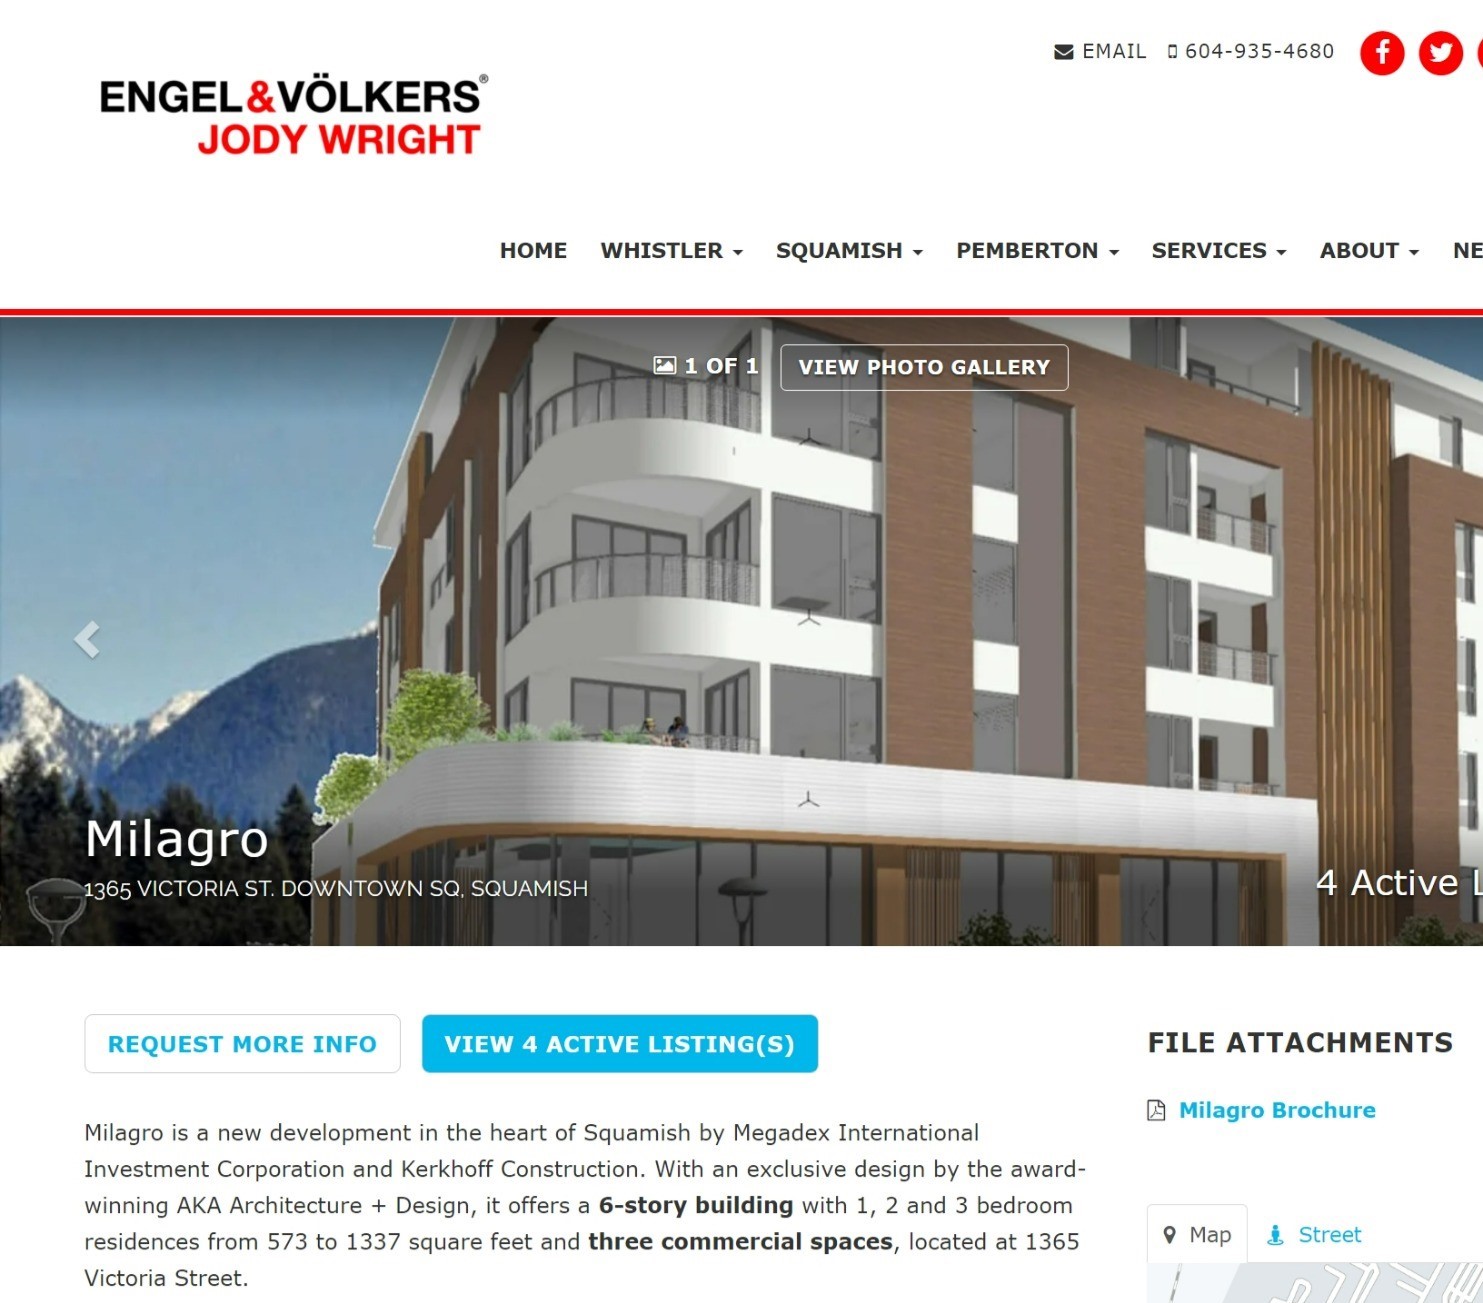 EMAIL 604-935-4680
ENGEL&VÖLKERS®
JODY WRIGHT
HOME WHISTLER SQUAMISH PEMBERTON SERVICES ABOUT NE
1 OF 1 VIEW PHOTO GALLERY
Milagro
1365 VICTORIA ST. DOWNTOWN SQ, SQUAMISH
4 Active L
REQUEST MORE INFO VIEW 4 ACTIVE LISTING(S)
Milagro is a new development in the heart of Squamish by Megadex International
Investment Corporation and Kerkhoff Construction. With an exclusive design by the award-
winning AKA Architecture + Design, it offers a 6-story building with 1, 2 and 3 bedroom
residences from 573 to 1337 square feet and three commercial spaces, located at 1365
Victoria Street.
FILE ATTACHMENTS
Milagro Brochure
Map Street